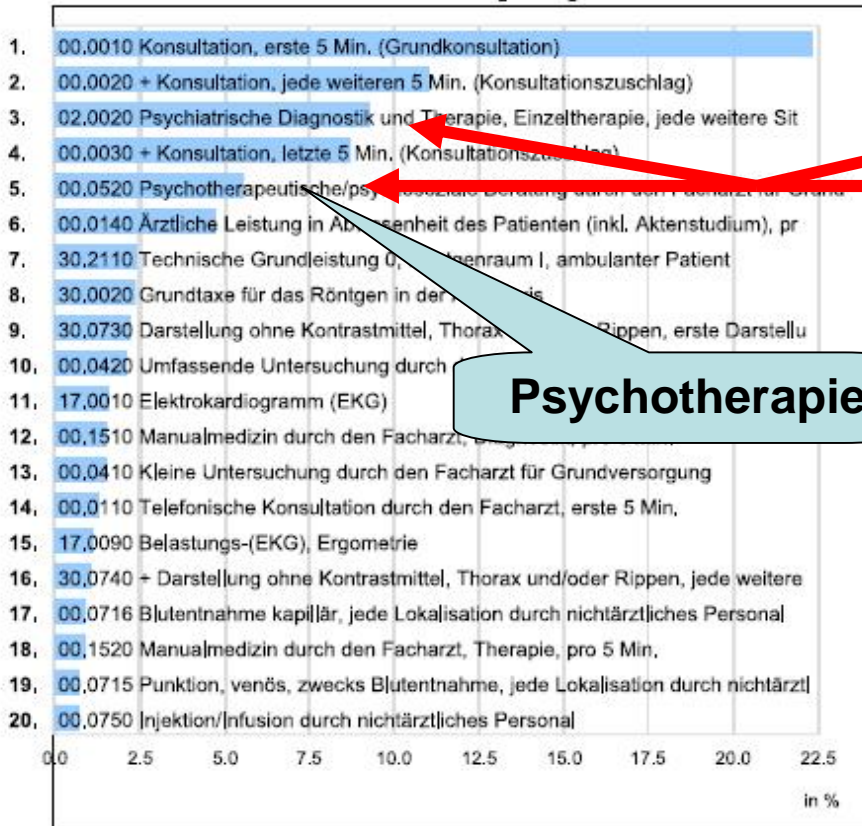 1. 00.0010 Konsultation, erste 5 Min. (Grundkonsultation)
2. 00.0020 + Konsultation, jede weiteren 5 Min. (Konsultationszuschlag)
3. 02.0020 Psychiatrische Diagnostik und Therapie, Einzeltherapie, jede weitere Sit
4. 00.0030 + Konsultation, letzte 5 Min. (Konsultationszuschlag)
5. 00.0520 Psychotherapeutische/psychosoziale Beratung durch den Facharzt für Grund
6. 00.0140 Ärztliche Leistung in Abwesenheit des Patienten (inkl. Aktenstudium), pr
7. 30.2110 Technische Grundleistung 0, Röntgenraum I, ambulanter Patient
8. 30.0020 Grundtaxe für das Röntgen in der
9. 30.0730 Darstellung ohne Kontrastmittel, Thorax Rippen, erste Darstellu
10. 00.0420 Umfassende Untersuchung durch
Psychotherapie
11. 17.0010 Elektrokardiogramm (EKG)
12. 00.1510 Manualmedizin durch den Facharzt,
13. 00.0410 Kleine Untersuchung durch den Facharzt für Grundversorgung
14. 00.0110 Telefonische Konsultation durch den Facharzt, erste 5 Min.
15. 17.0090 Belastungs-(EKG), Ergometrie
16. 30.0740 + Darstellung ohne Kontrastmittel, Thorax und/oder Rippen, jede weitere
17. 00.0716 Blutentnahme kapillär, jede Lokalisation durch nichtärztliches Personal
18. 00.1520 Manualmedizin durch den Facharzt, Therapie, pro 5 Min.
19. 00.0715 Punktion, venös, zwecks Blutentnahme, jede Lokalisation durch nichtärztl
20. 00.0750 Injektion/Infusion durch nichtärztliches Personal
0.0 2.5 5.0 7.5 10.0 12.5 15.0 17.5 20.0 22.5
in %